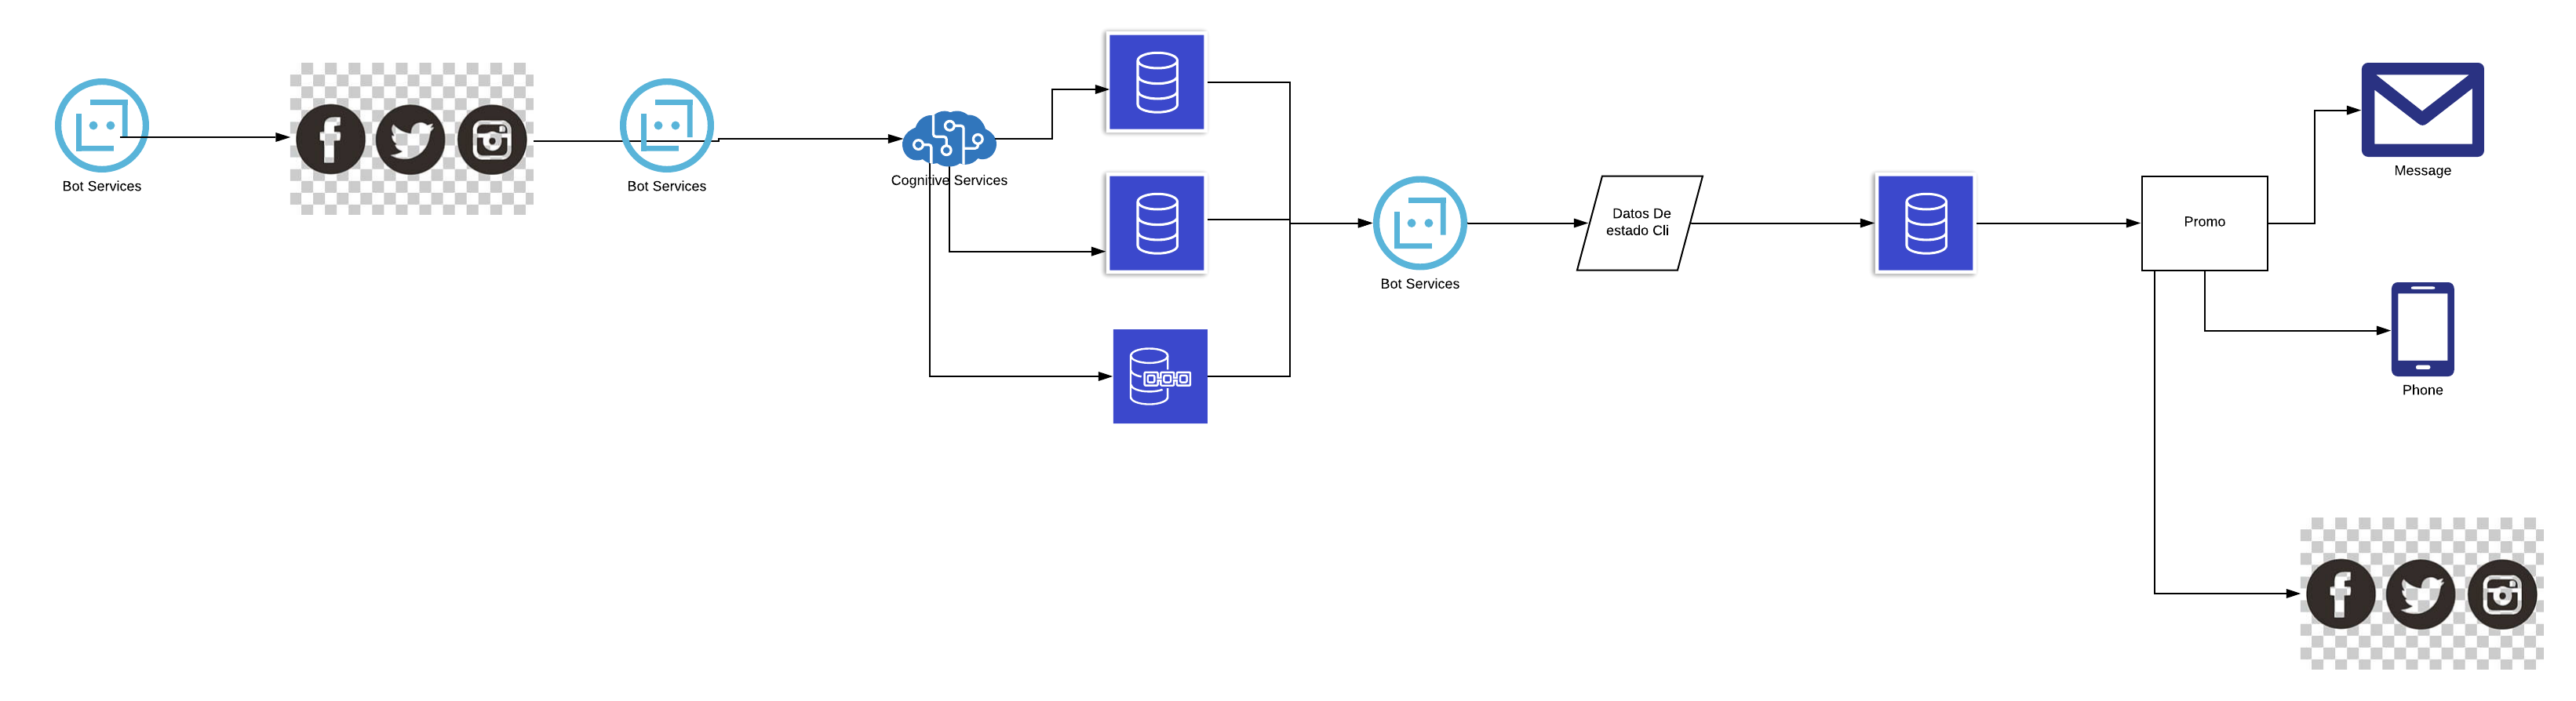 Bot Services
Bot Services
Cognitive Services
Bot Services
Datos De
estado Cli
Promo
Message
Phone